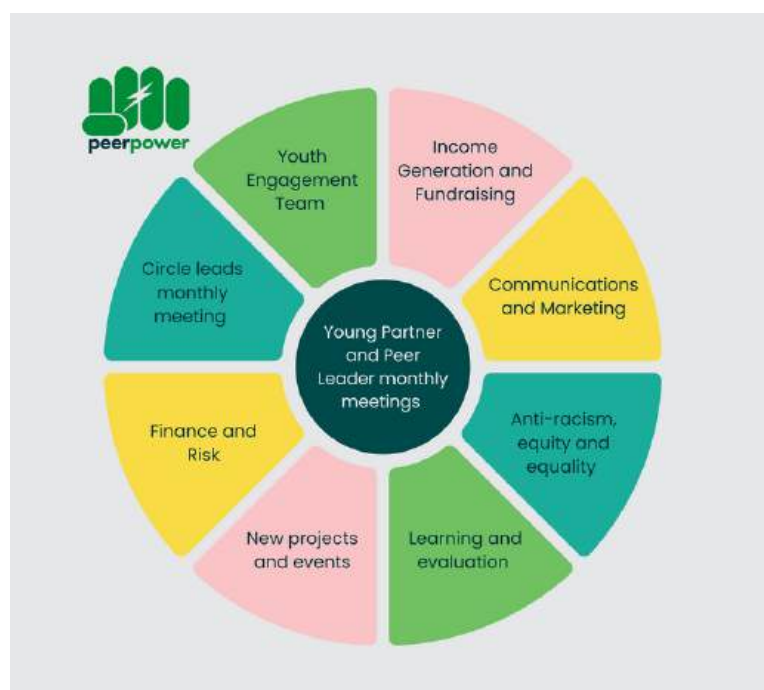 peerpower
Youth
Engagement
Team
Income
Generation and
Fundraising
Circle leads
monthly
meeting
Communications
and Marketing
Young Partner
and Peer
Leader monthly
meetings
Finance and
Risk
Anti-racism,
equity and
equality
New projects
and events
Learning and
evaluation